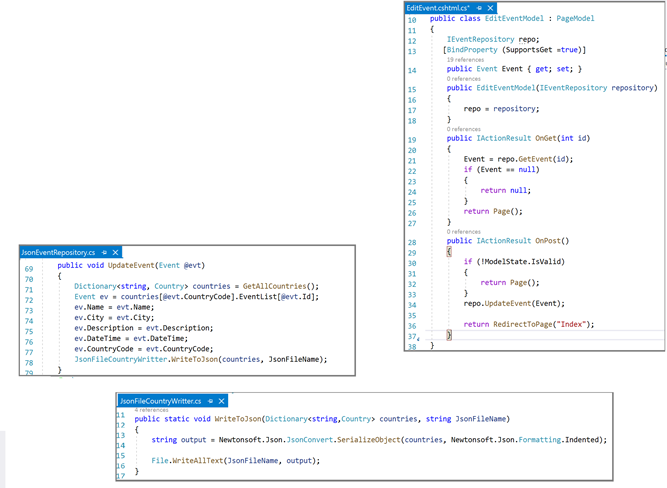 EditEvent.cshtml.cs*
10 public class EditEventModel : PageModel
11 {
12 IEventRepository repo;
13 [BindProperty (SupportsGet =true)]
19 references
14 public Event Event { get; set; }
0 references
15 public EditEventModel(IEventRepository repository)
16 {
17 repo = repository;
18 }
0 references
19 public IActionResult OnGet(int id)
20 {
21 Event = repo.GetEvent(id);
22 if (Event == null)
23 {
24 return null;
25 }
26 return Page();
27 }
0 references
28 public IActionResult OnPost()
29 {
30 if (!ModelState.IsValid)
31 {
32 return Page();
33 }
34 repo.UpdateEvent(Event);
35
36 return RedirectToPage("Index");
37 }
38 }
JsonEventRepository.cs
69 public void UpdateEvent(Event @evt)
70 {
71 Dictionary<string, Country> countries = GetAllCountries();
72 Event ev = countries[@evt.CountryCode].EventList[@evt.Id];
73 ev.Name = evt.Name;
74 ev.City = evt.City;
75 ev.Description = evt.Description;
76 ev.DateTime = evt.DateTime;
77 ev.CountryCode = evt.CountryCode;
78 JsonFileCountryWritter.WriteToJson(countries, JsonFileName);
79 }
JsonFileCountryWritter.cs
4 references
11 public static void WriteToJson(Dictionary<string,Country> countries, string JsonFileName)
12 {
13 string output = Newtonsoft.Json.JsonConvert.SerializeObject(countries, Newtonsoft.Json.Formatting.Indented);
14
15 File.WriteAllText(JsonFileName, output);
16 }
17